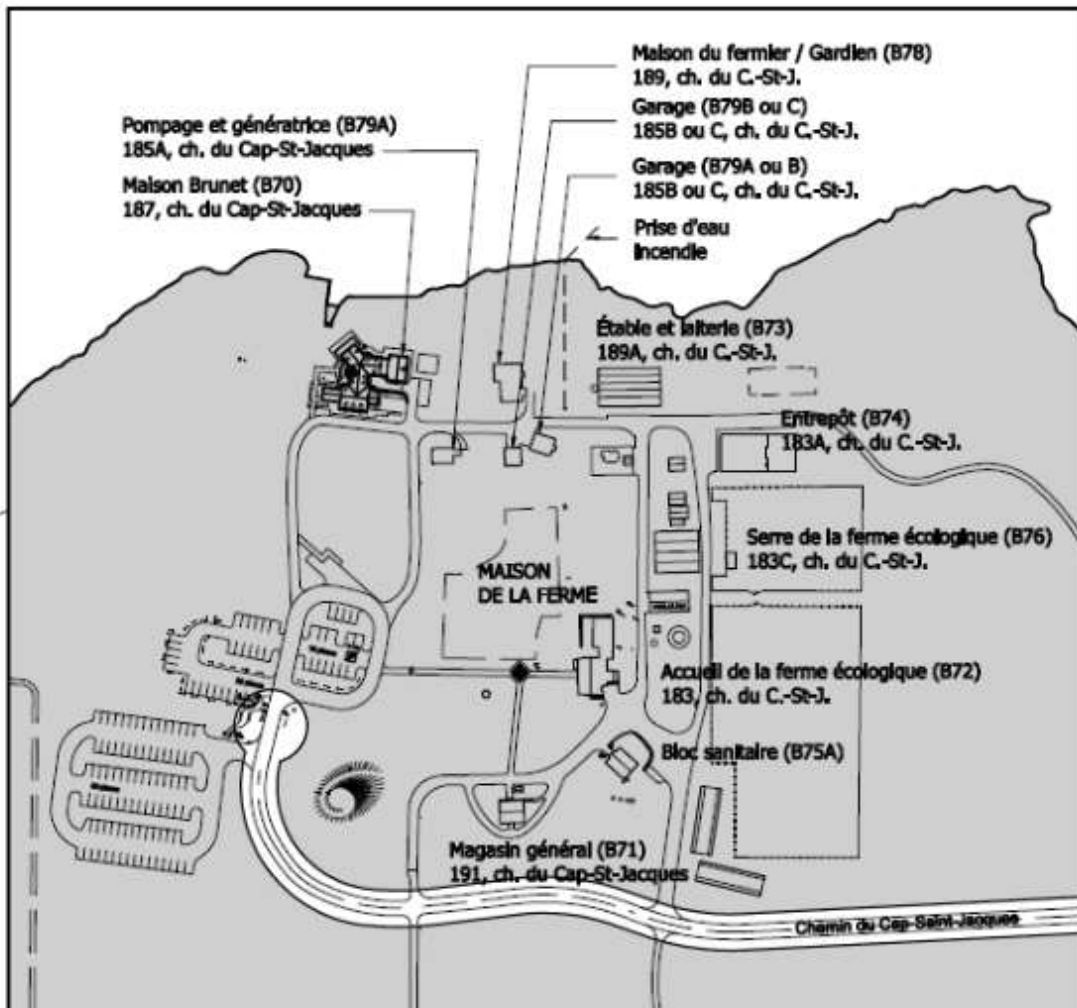 Maison du fermier / Gardien (B78)
189, ch. du C.-St-J.
Garage (B79B ou C)
185B ou C, ch. du C.-St-J.
Pompage et génératrice (B79A)
185A, ch. du Cap-St-Jacques
Garage (B79A ou B)
185B ou C, ch. du C.-St-J.
Maison Brunet (B70)
187, ch. du Cap-St-Jacques
Prise d'eau
incendie
Étable et laiterie (B73)
189A, ch. du C.-St-J.
Entrepôt (B74)
183A, ch. du C.-St-J.
Serre de la ferme écologique (B76)
183C, ch. du C.-St-J.
MAISON
DE LA FERME
Accueil de la ferme écologique (B72)
183, ch. du C.-St-J.
Bloc sanitaire (B75A)
Magasin général (B71)
191, ch. du Cap-St-Jacques
Chemin du Cap-Saint-Jacques